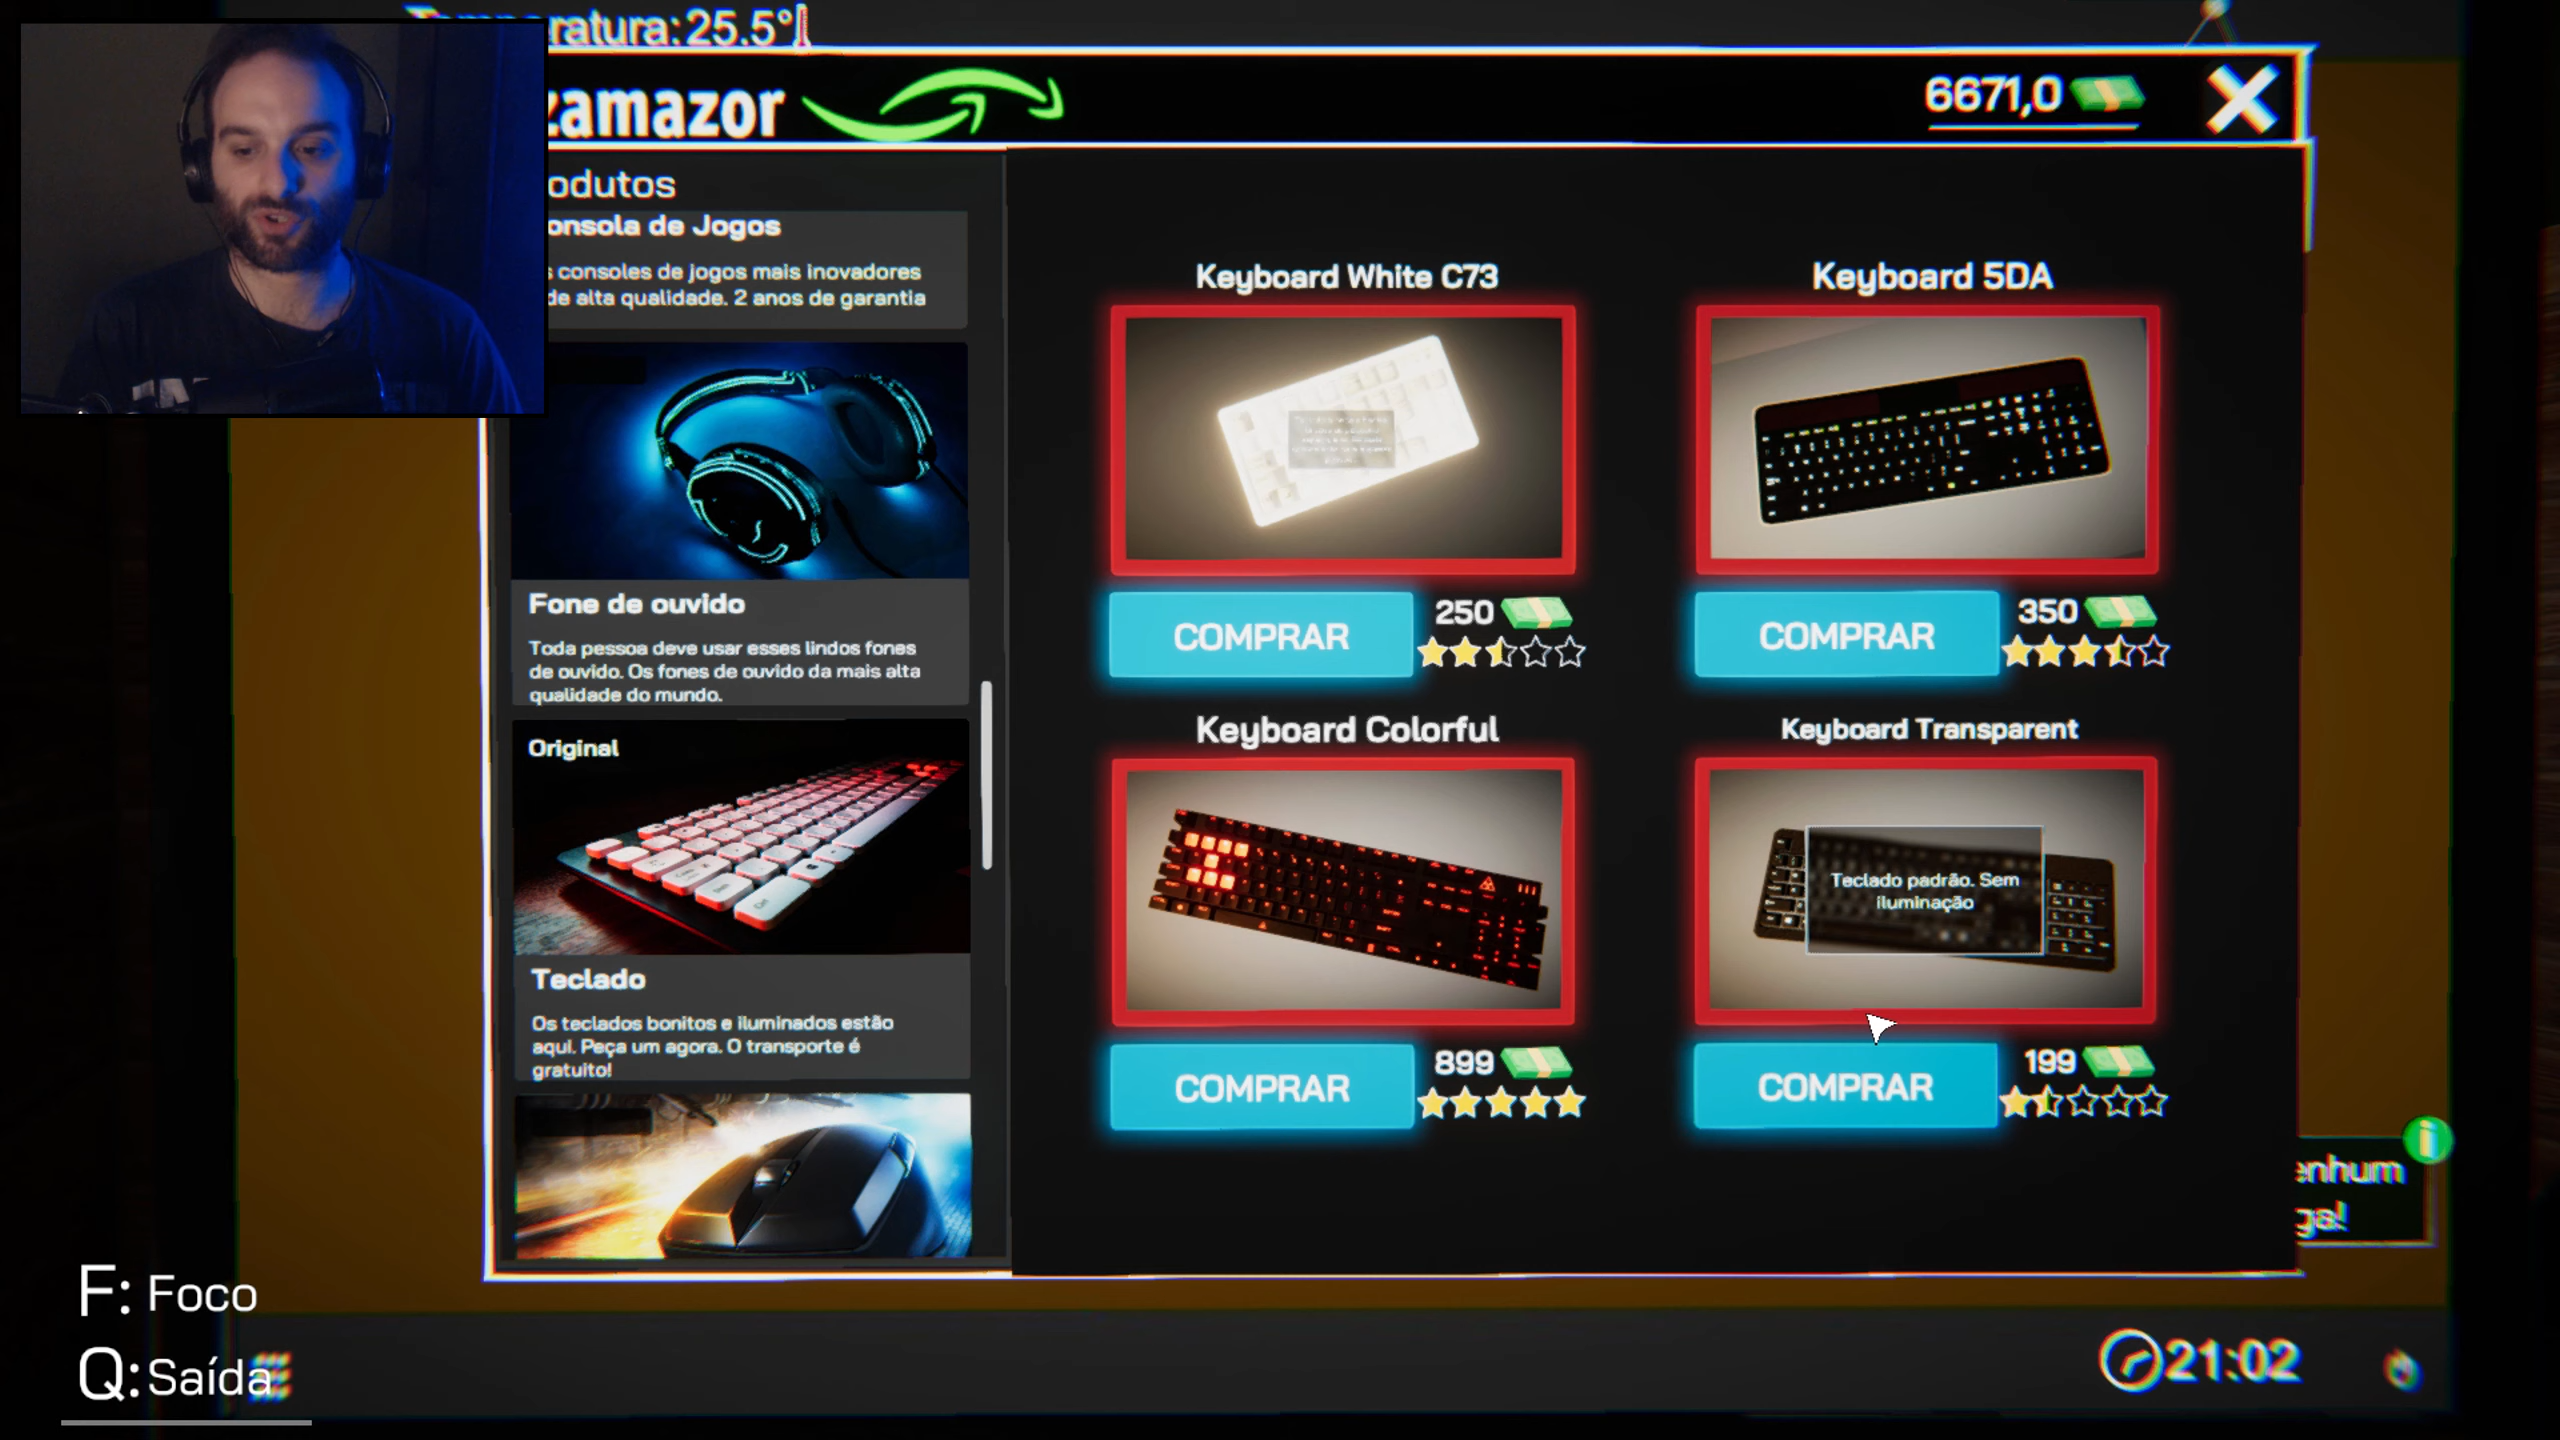 ratura: 25.5°
zamazor
6671,0
odutos
onsola de Jogos
s consoles de jogos mais inovadores
de alta qualidade. 2 anos de garantia
Fone de ouvido
Toda pessoa deve usar esses lindos fones
de ouvido. Os fones de ouvido da mais alta
qualidade do mundo.
Original
Teclado
Os teclados bonitos e iluminados estão
aqui. Peça um agora. O transporte é
gratuito!
Keyboard White C73
COMPRAR
250
Keyboard 5DA
COMPRAR
350
Keyboard Colorful
COMPRAR
899
Keyboard Transparent
Teclado padrão. Sem
iluminação
COMPRAR
199
enhum
ga!
F: Foco
Q: Saída
21:02